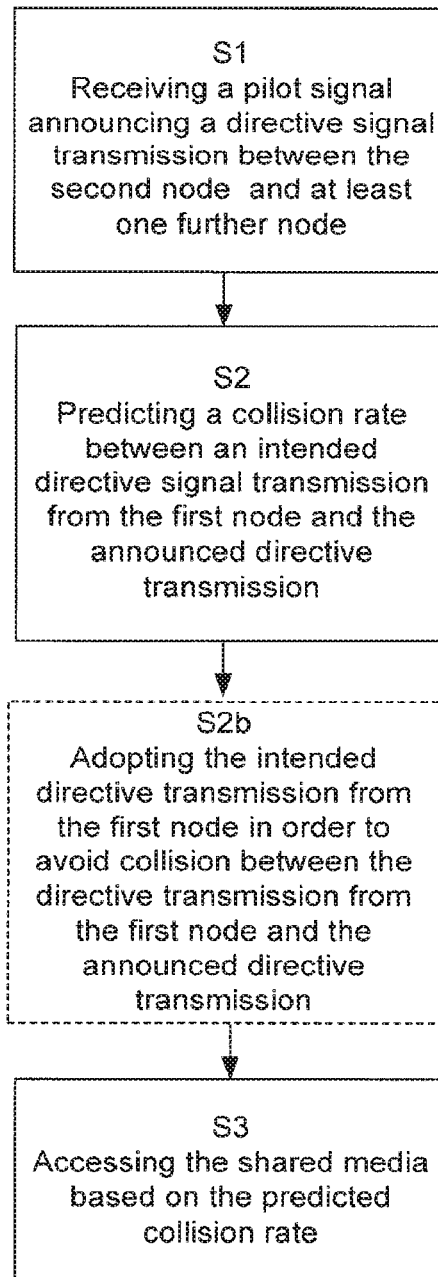 S1
Receiving a pilot signal
announcing a directive signal
transmission between the
second node and at least
one further node
S2
Predicting a collision rate
between an intended
directive signal transmission
from the first node and the
announced directive
transmission
S2b
Adopting the intended
directive transmission from
the first node in order to
avoid collision between the
directive transmission from
the first node and the
announced directive
transmission
S3
Accessing the shared media
based on the predicted
collision rate